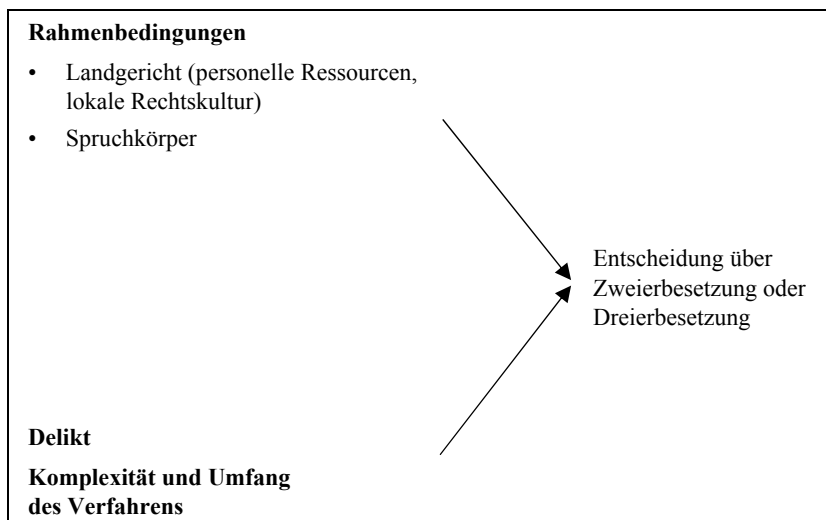 Rahmenbedingungen
• Landgericht (personelle Ressourcen,
lokale Rechtskultur)
• Spruchkörper
Entscheidung über
Zweierbesetzung oder
Dreierbesetzung
Delikt
Komplexität und Umfang
des Verfahrens